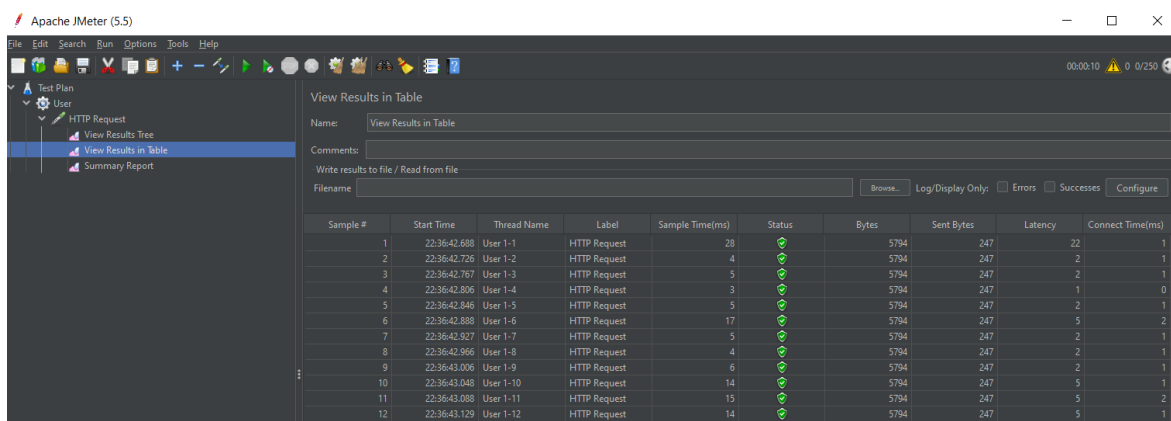 Apache JMeter (5.5)
File Edit Search Run Options Tools Help
00:00:10 0 0/250
Test Plan
User
HTTP Request
View Results Tree
View Results in Table
Summary Report
View Results in Table
Name: View Results in Table
Comments:
Write results to file / Read from file
Filename Browse... Log/Display Only: Errors Successes Configure
Sample # Start Time Thread Name Label Sample Time(ms) Status Bytes Sent Bytes Latency Connect Time(ms)
1 22:36:42.688 User 1-1 HTTP Request 28 5794 247 22 1
2 22:36:42.726 User 1-2 HTTP Request 4 5794 247 2 1
3 22:36:42.767 User 1-3 HTTP Request 5 5794 247 2 1
4 22:36:42.806 User 1-4 HTTP Request 3 5794 247 1 0
5 22:36:42.846 User 1-5 HTTP Request 5 5794 247 2 1
6 22:36:42.888 User 1-6 HTTP Request 17 5794 247 5 2
7 22:36:42.927 User 1-7 HTTP Request 5 5794 247 2 1
8 22:36:42.966 User 1-8 HTTP Request 4 5794 247 2 1
9 22:36:43.006 User 1-9 HTTP Request 6 5794 247 2 1
10 22:36:43.048 User 1-10 HTTP Request 14 5794 247 5 1
11 22:36:43.088 User 1-11 HTTP Request 15 5794 247 5 2
12 22:36:43.129 User 1-12 HTTP Request 14 5794 247 5 1